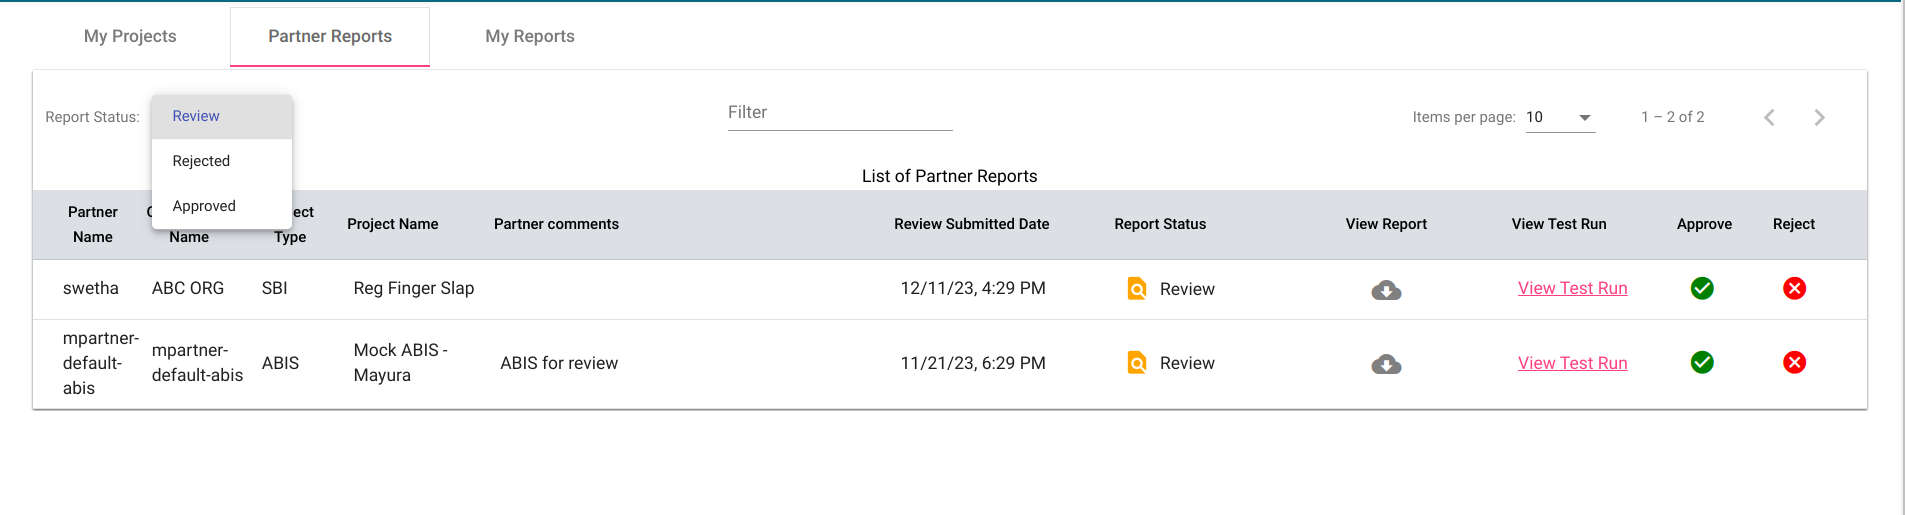 My Projects
Partner Reports
My Reports
Report Status:
Review
Rejected
Approved
Filter
Items per page: 10
1 – 2 of 2
List of Partner Reports
Partner Name
Name
Type
Project Name
Partner comments
Review Submitted Date
Report Status
View Report
View Test Run
Approve
Reject
swetha
ABC ORG
SBI
Reg Finger Slap
12/11/23, 4:29 PM
Review
View Test Run
mpartner-
default-
abis
mpartner-
default-abis
ABIS
Mock ABIS -
Mayura
ABIS for review
11/21/23, 6:29 PM
Review
View Test Run